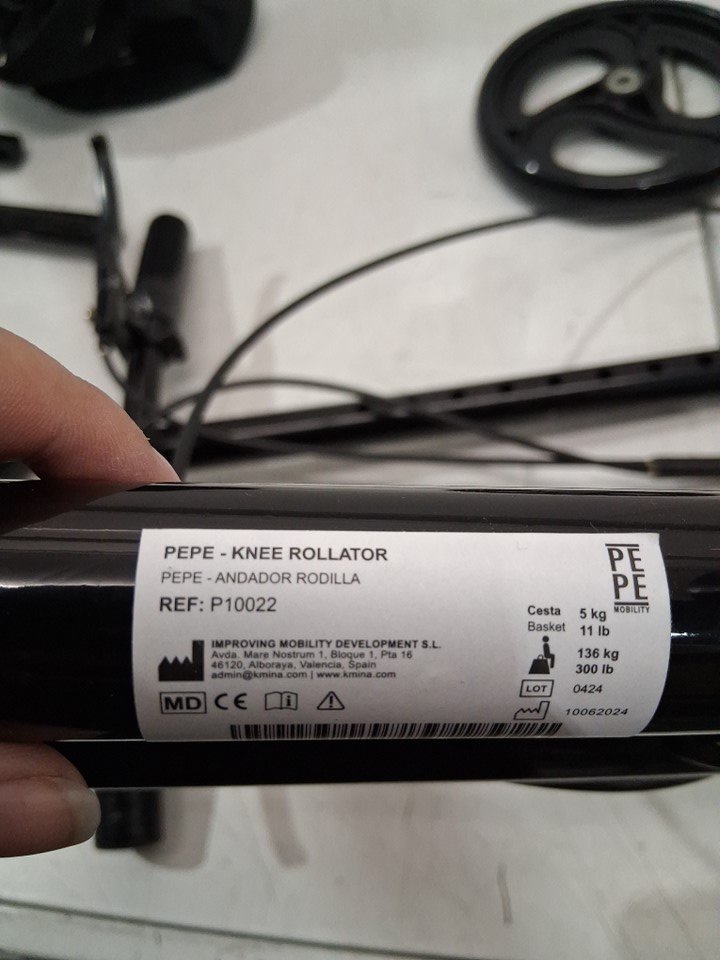 PEPE - KNEE ROLLATOR
PEPE - ANDADOR RODILLA
REF: P10022
IMPROVING MOBILITY DEVELOPMENT S.L.
Avda. Mare Nostrum 1, Bloque 1, Pta 16
46120, Alboraya, Valencia, Spain
admin@kmina.com | www.kmina.com
MD CE
PE
PE
MOBILITY
Cesta 5 kg
Basket 11 lb
136 kg
300 lb
LOT 0424
10062024